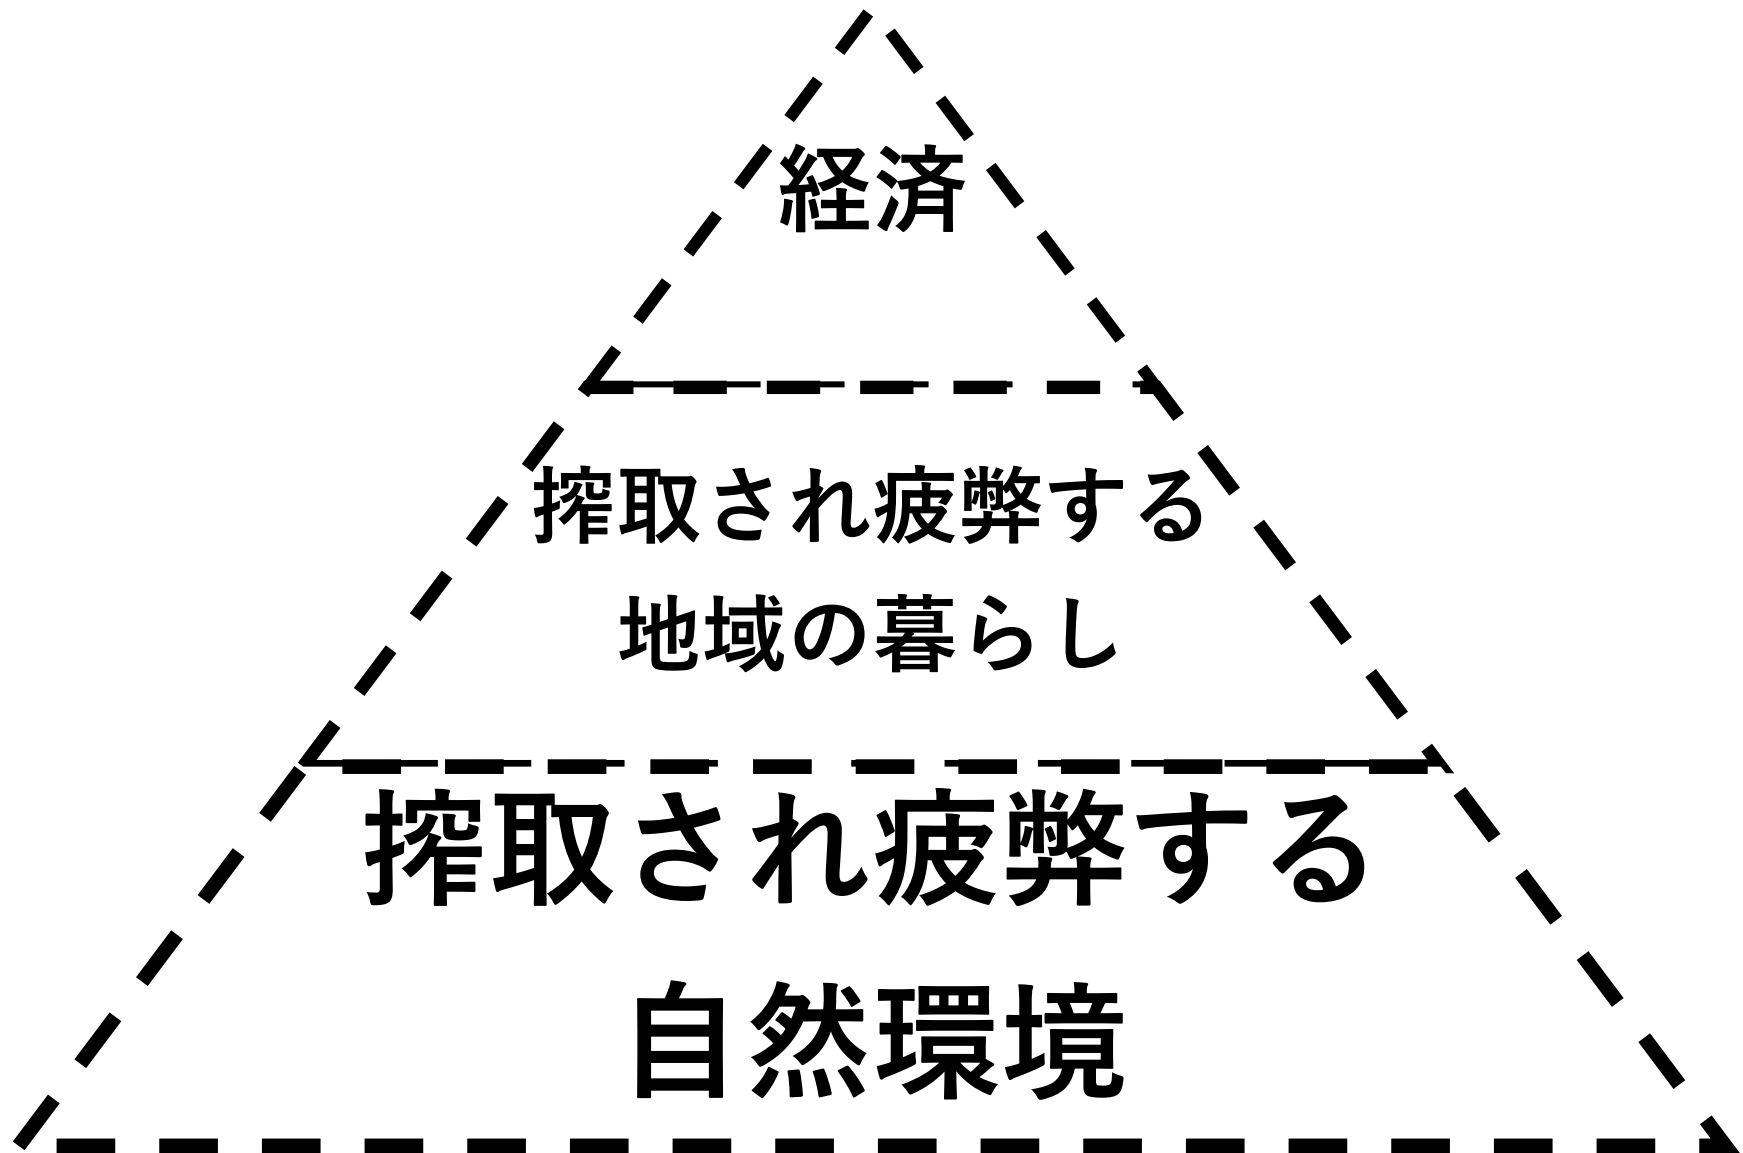 経済
搾取され疲弊する
地域の暮らし
搾取され疲弊する
自然環境